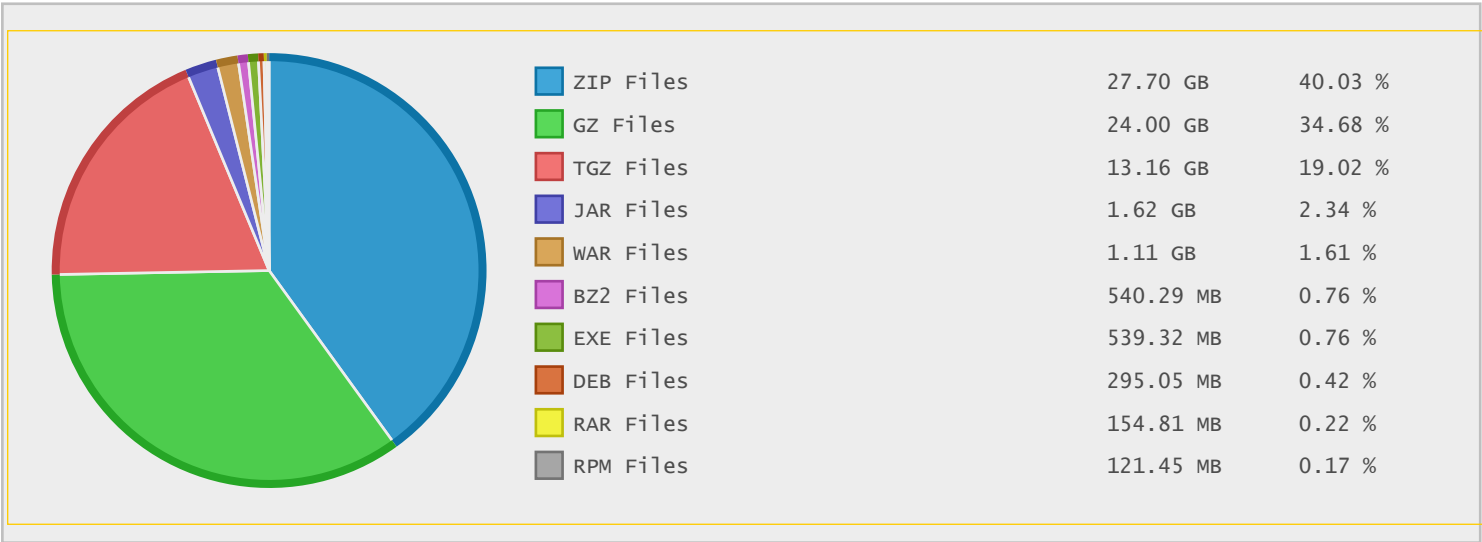 ZIP Files 27.70 GB 40.03 %
GZ Files 24.00 GB 34.68 %
TGZ Files 13.16 GB 19.02 %
JAR Files 1.62 GB 2.34 %
WAR Files 1.11 GB 1.61 %
BZ2 Files 540.29 MB 0.76 %
EXE Files 539.32 MB 0.76 %
DEB Files 295.05 MB 0.42 %
RAR Files 154.81 MB 0.22 %
RPM Files 121.45 MB 0.17 %